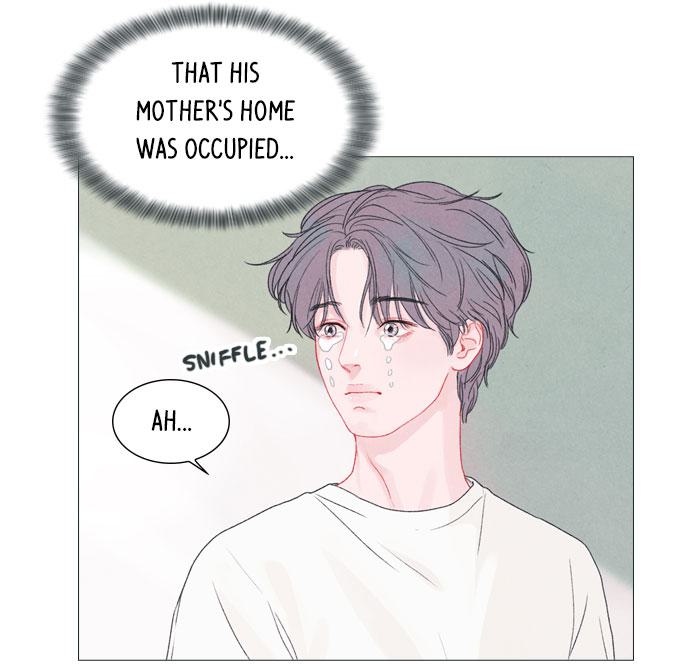 THAT HIS
MOTHER'S HOME
WAS OCCUPIED...
SNIFFLE...
AH...